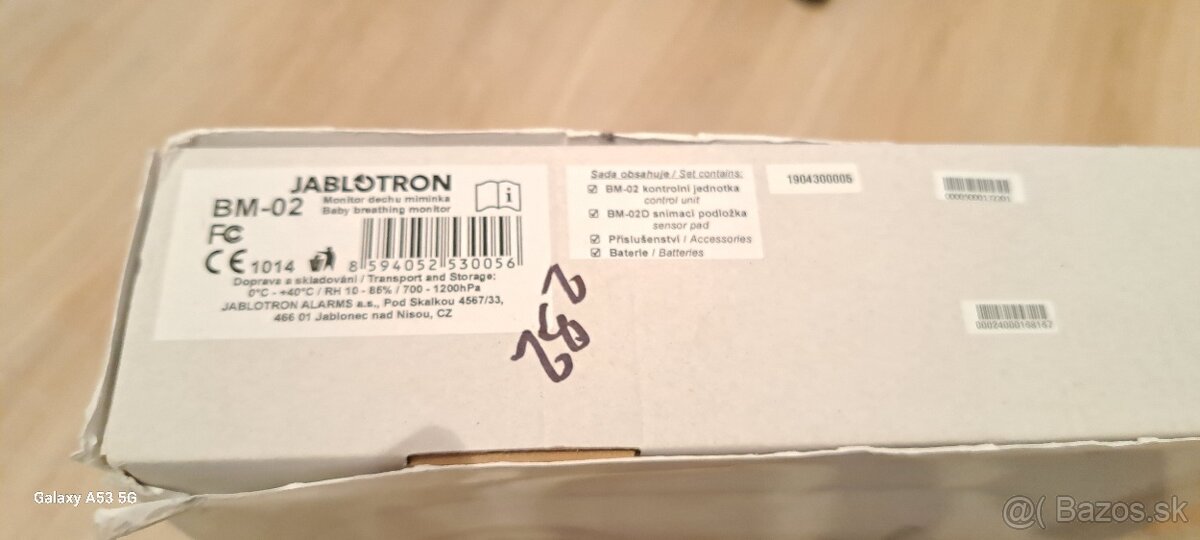 JABLOTRON
BM-02
Monitor dechu miminka
Baby breathing monitor
FC
CE 1014
8 594052 530056
Doprava a skladování / Transport and Storage:
0°C - +40°C / RH 10 - 85% / 700 - 1200hPa
JABLOTRON ALARMS a.s., Pod Skalkou 4567/33,
466 01 Jablonec nad Nisou, CZ
Sada obsahuje / Set contains:
BM-02 kontrolní jednotka
control unit
BM-02D snímací podložka
sensor pad
Příslušenství / Accessories
Baterie / Batteries
1904300005
00024000168167
Galaxy A53 5G
@( Bazos.sk